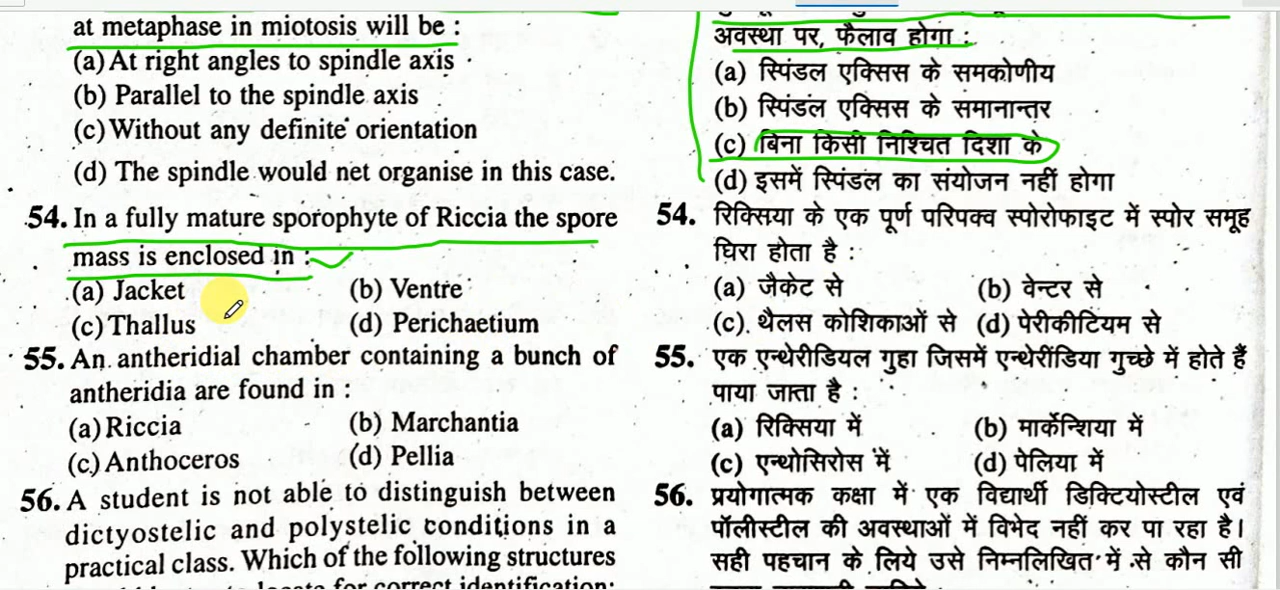 at metaphase in miotosis will be :
(a) At right angles to spindle axis
(b) Parallel to the spindle axis
(c) Without any definite orientation
(d) The spindle would net organise in this case.
54. In a fully mature sporophyte of Riccia the spore
mass is enclosed in :
(a) Jacket (b) Ventre
(c) Thallus (d) Perichaetium
55. An antheridial chamber containing a bunch of
antheridia are found in :
(a) Riccia (b) Marchantia
(c) Anthoceros (d) Pellia
56. A student is not able to distinguish between
dictyostelic and polystelic conditions in a
practical class. Which of the following structures
for correct identification:
अवस्था पर, फैलाव होगा :
(a) स्पिंडल एक्सिस के समकोणीय
(b) स्पिंडल एक्सिस के समानान्तर
(c) बिना किसी निश्चित दिशा के
(d) इसमें स्पिंडल का संयोजन नहीं होगा
54. रिक्सिया के एक पूर्ण परिपक्व स्पोरोफाइट में स्पोर समूह
घिरा होता है :
(a) जैकेट से (b) वेन्टर से
(c). थैलस कोशिकाओं से (d) पेरीकीटियम से
55. एक एन्थेरीडियल गुहा जिसमें एन्थेरींडिया गुच्छे में होते हैं
पाया जाता है :
(a) रिक्सिया में (b) मार्केन्शिया में
(c) एन्थोसिरोस में (d) पेलिया में
56. प्रयोगात्मक कक्षा में एक विद्यार्थी डिक्टियोस्टील एवं
पॉलीस्टील की अवस्थाओं में विभेद नहीं कर पा रहा है।
सही पहचान के लिये उसे निम्नलिखित में से कौन सी